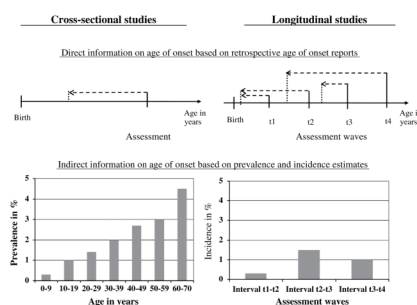 Cross-sectional studies Longitudinal studies
Direct information on age of onset based on retrospective age of onset reports
Birth Age in years
Assessment
Birth t1 t2 t3 t4 Age i years
Assessment waves
Indirect information on age of onset based on prevalence and incidence estimates
Prevalence in %
5
4
3
2
1
0
0-9 10-19 20-29 30-39 40-49 50-59 60-70
Age in years
Incidence in %
5
4
3
2
1
0
Interval t1-t2 Interval t2-t3 Interval t3-t4
Assessment waves